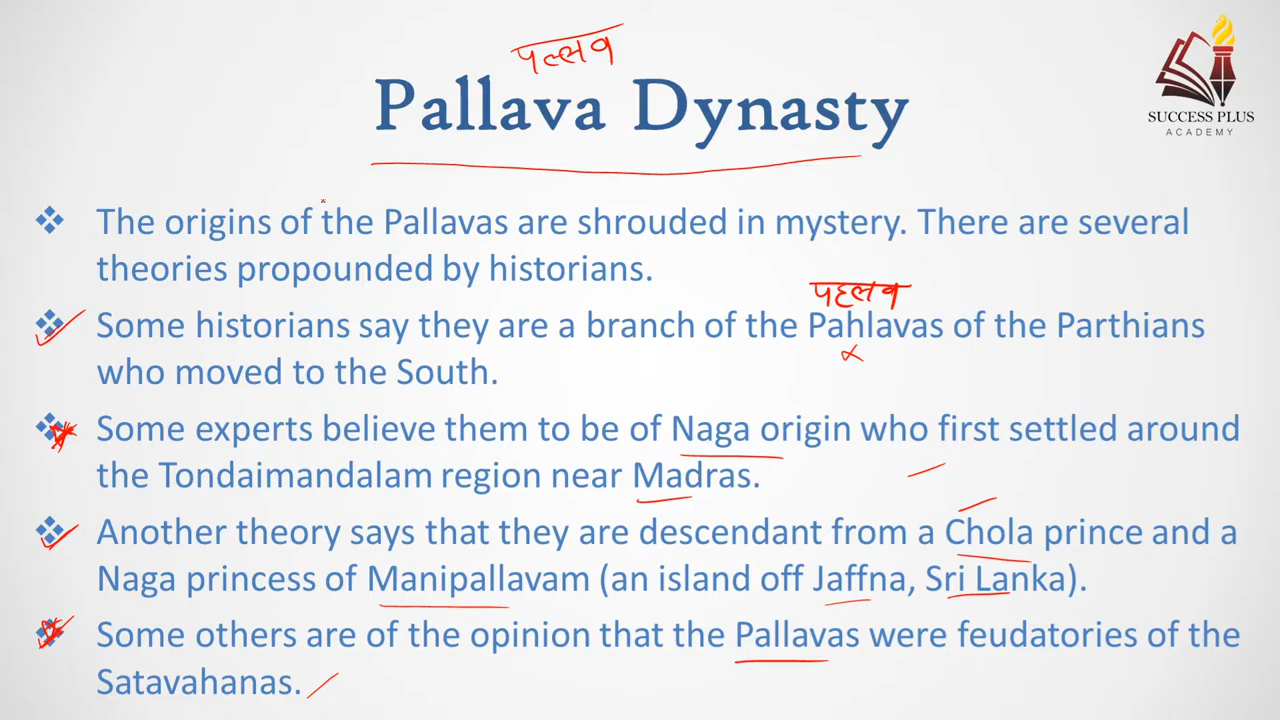 पल्लव
Pallava Dynasty
SUCCESS PLUS
ACADEMY
The origins of the Pallavas are shrouded in mystery. There are several
theories propounded by historians.
पहलव
Some historians say they are a branch of the Pahlavas of the Parthians
who moved to the South.
Some experts believe them to be of Naga origin who first settled around
the Tondaimandalam region near Madras.
Another theory says that they are descendant from a Chola prince and a
Naga princess of Manipallavam (an island off Jaffna, Sri Lanka).
Some others are of the opinion that the Pallavas were feudatories of the
Satavahanas.